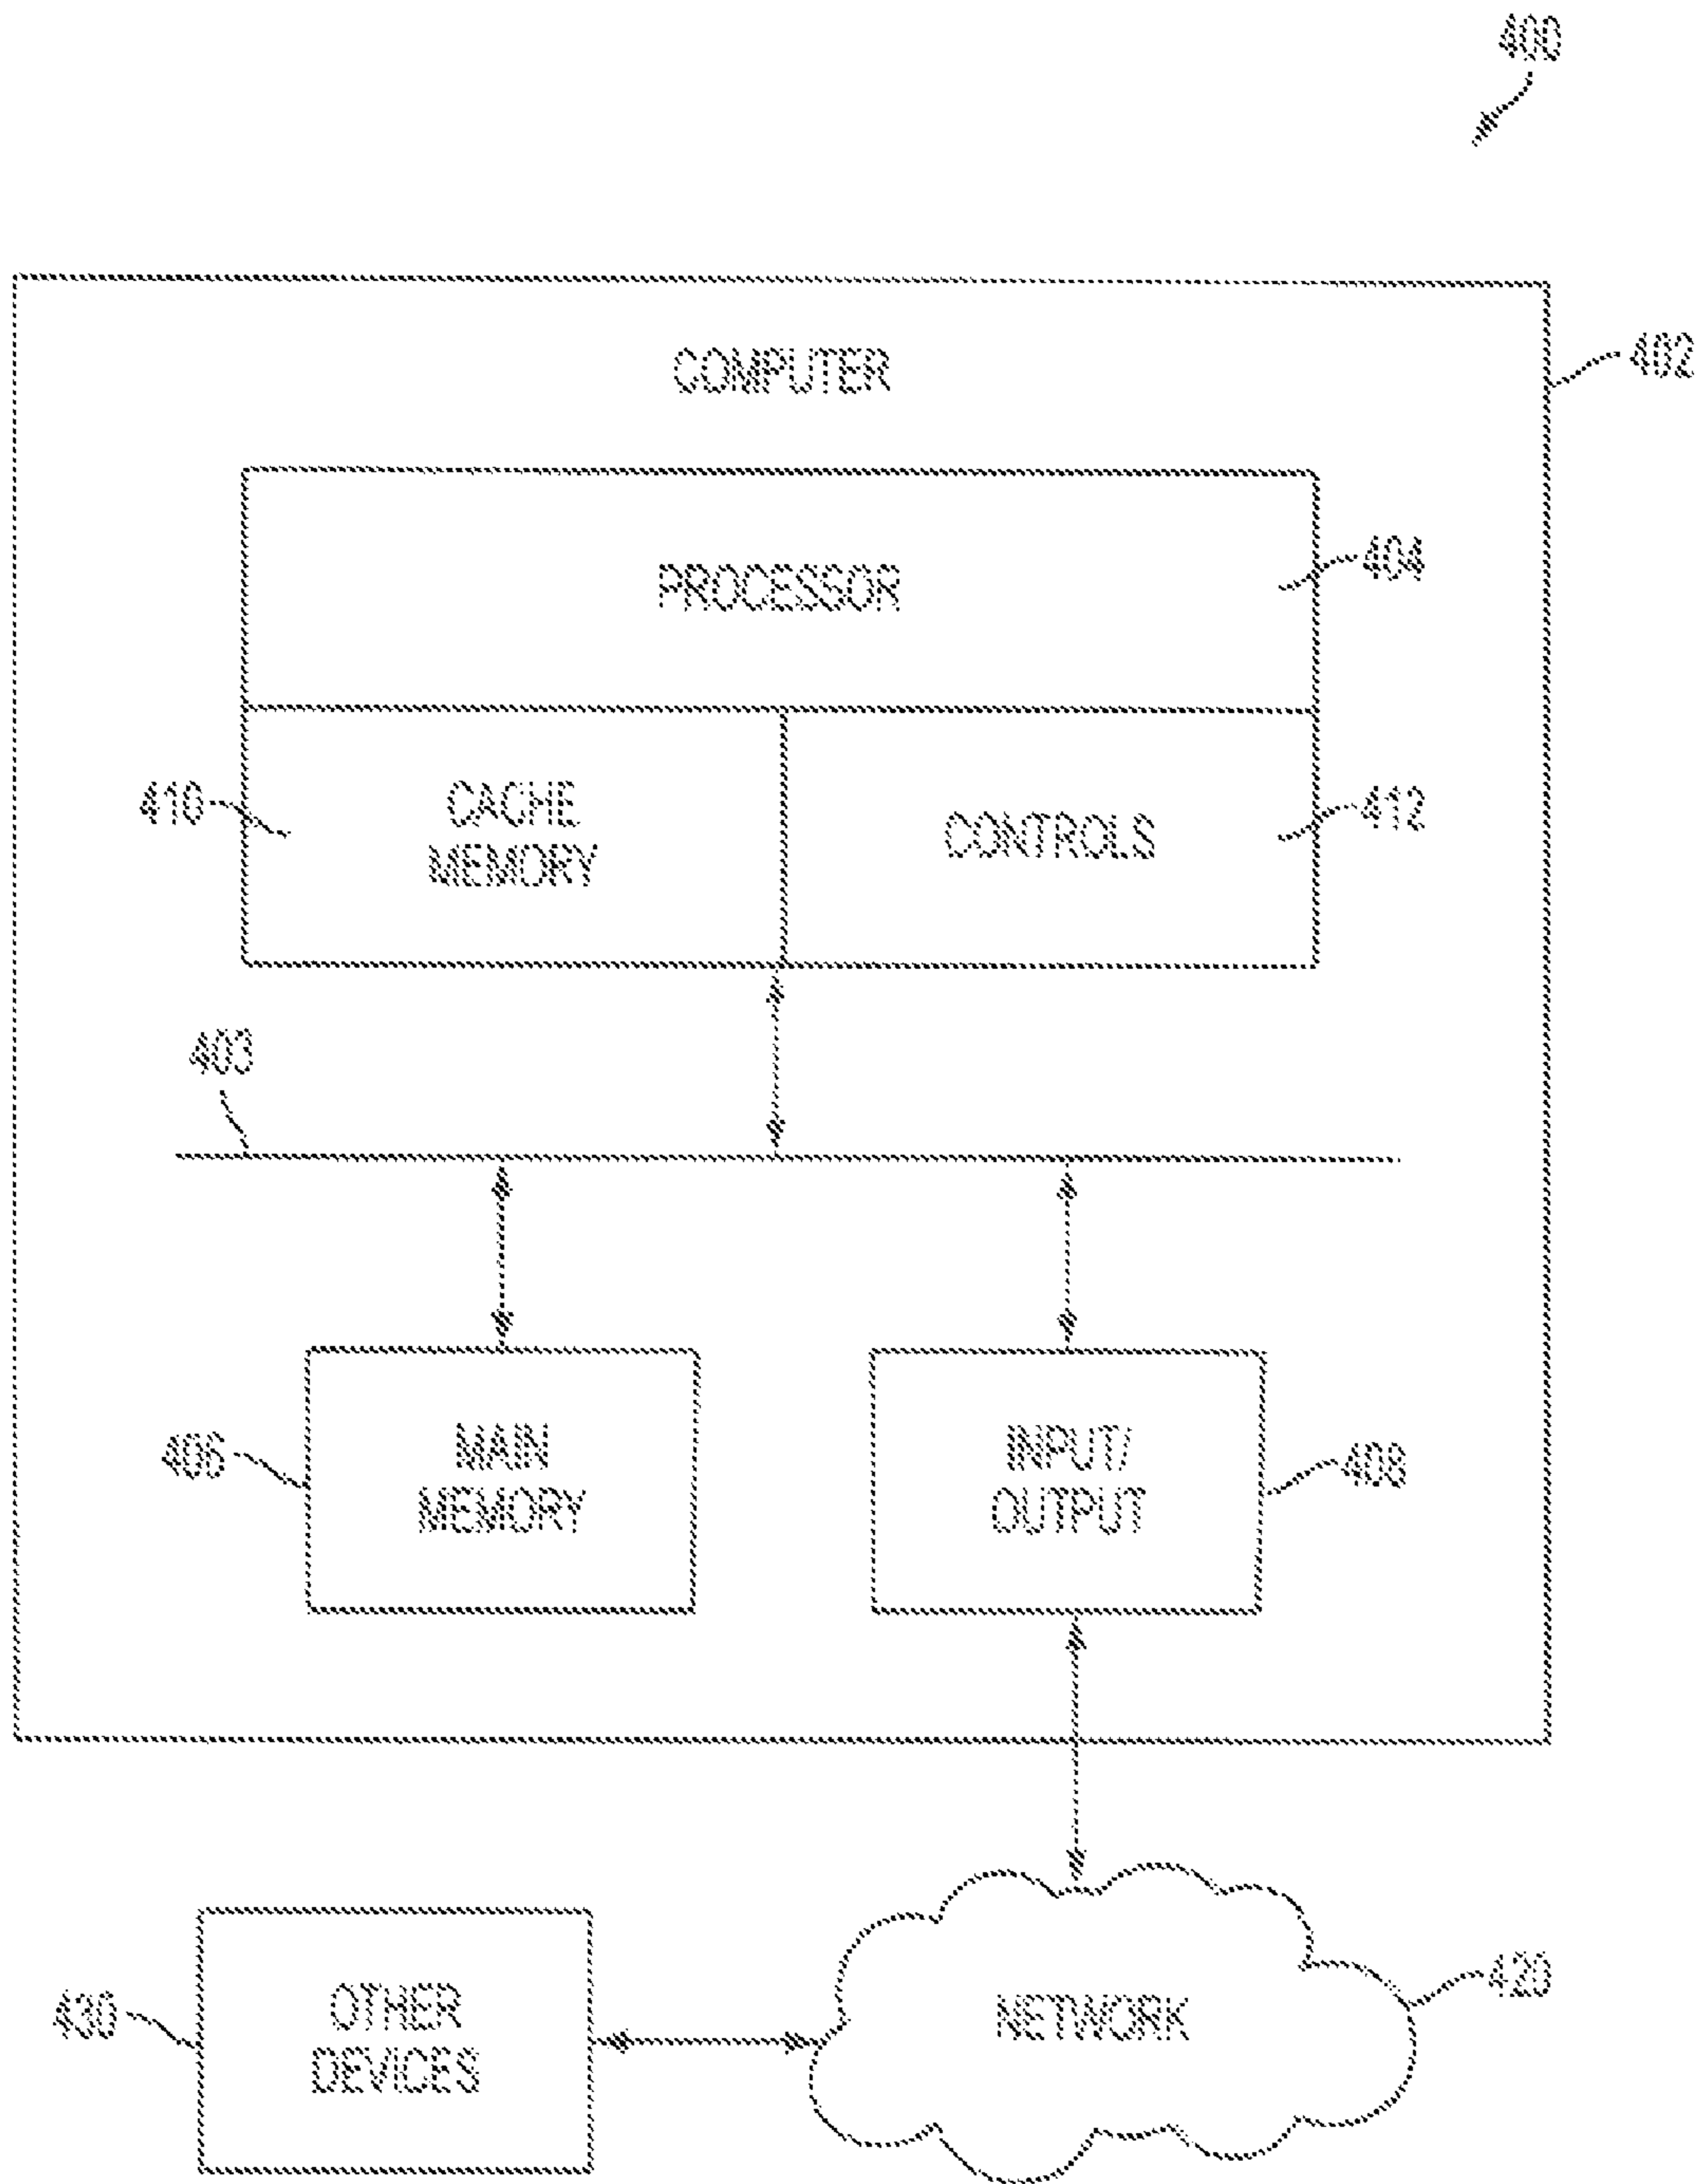 400
COMPUTER
402
PROCESSOR
404
410
CACHE
MEMORY
CONTROLS
412
403
406
MAIN
MEMORY
INPUT/
OUTPUT
408
430
OTHER
DEVICES
NETWORK
420